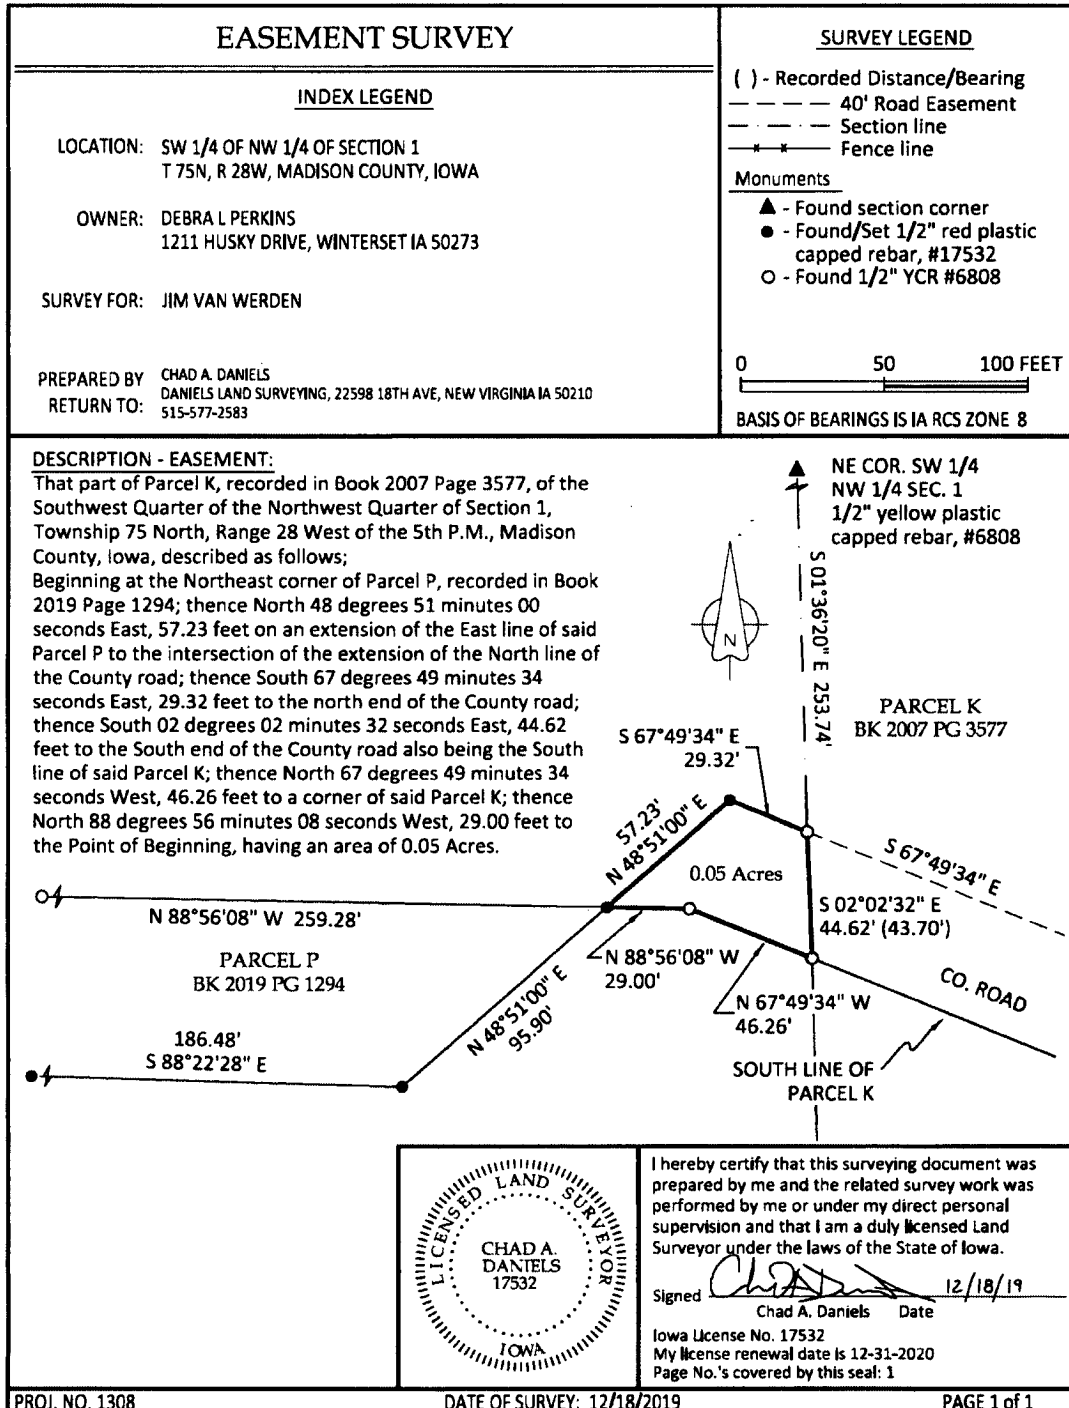 EASEMENT SURVEY
INDEX LEGEND
LOCATION: SW 1/4 OF NW 1/4 OF SECTION 1
T 75N, R 28W, MADISON COUNTY, IOWA
OWNER: DEBRA L PERKINS
1211 HUSKY DRIVE, WINTERSET IA 50273
SURVEY FOR: JIM VAN WERDEN
PREPARED BY CHAD A. DANIELS
RETURN TO: DANIELS LAND SURVEYING, 22598 18TH AVE, NEW VIRGINIA IA 50210
515-577-2583
SURVEY LEGEND
( ) - Recorded Distance/Bearing
40' Road Easement
Section line
Fence line
Monuments
- Found section corner
- Found/Set 1/2" red plastic
capped rebar, #17532
- Found 1/2" YCR #6808
0 50 100 FEET
BASIS OF BEARINGS IS IA RCS ZONE 8
DESCRIPTION - EASEMENT:
That part of Parcel K, recorded in Book 2007 Page 3577, of the
Southwest Quarter of the Northwest Quarter of Section 1,
Township 75 North, Range 28 West of the 5th P.M., Madison
County, Iowa, described as follows;
Beginning at the Northeast corner of Parcel P, recorded in Book
2019 Page 1294; thence North 48 degrees 51 minutes 00
seconds East, 57.23 feet on an extension of the East line of said
Parcel P to the intersection of the extension of the North line of
the County road; thence South 67 degrees 49 minutes 34
seconds East, 29.32 feet to the north end of the County road;
thence South 02 degrees 02 minutes 32 seconds East, 44.62
feet to the South end of the County road also being the South
line of said Parcel K; thence North 67 degrees 49 minutes 34
seconds West, 46.26 feet to a corner of said Parcel K; thence
North 88 degrees 56 minutes 08 seconds West, 29.00 feet to
the Point of Beginning, having an area of 0.05 Acres.
NE COR. SW 1/4
NW 1/4 SEC. 1
1/2" yellow plastic
capped rebar, #6808
S 01°36'20" E 253.74'
N
PARCEL K
BK 2007 PG 3577
S 67°49'34" E
29.32'
57.23'
N 48°51'00" E
0.05 Acres
S 67°49'34" E
S 02°02'32" E
44.62' (43.70')
N 88°56'08" W 259.28'
N 88°56'08" W
29.00'
PARCEL P
BK 2019 PG 1294
N 48°51'00" E
95.90'
N 67°49'34" W
46.26'
CO. ROAD
186.48'
S 88°22'28" E
SOUTH LINE OF
PARCEL K
LICENSED LAND SURVEYOR
CHAD A.
DANIELS
17532
IOWA
I hereby certify that this surveying document was
prepared by me and the related survey work was
performed by me or under my direct personal
supervision and that I am a duly licensed Land
Surveyor under the laws of the State of Iowa.
Signed 12/18/19
Chad A. Daniels Date
Iowa License No. 17532
My license renewal date is 12-31-2020
Page No.'s covered by this seal: 1
PROJ. NO. 1308 DATE OF SURVEY: 12/18/2019 PAGE 1 of 1